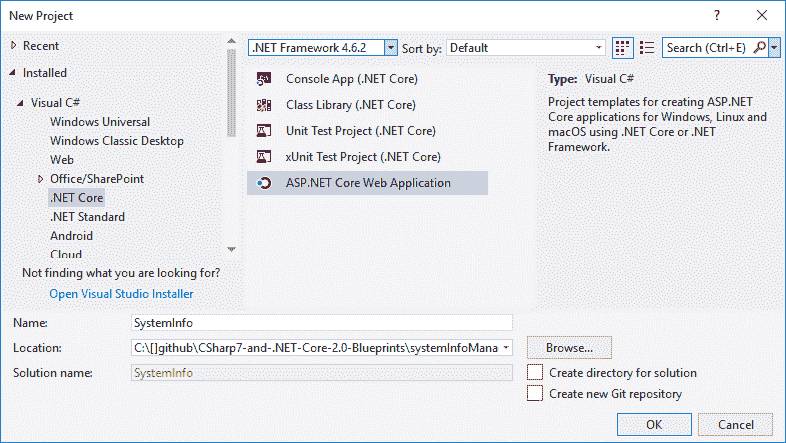 New Project
Recent
.NET Framework 4.6.2 Sort by: Default Search (Ctrl+E)
Installed
Visual C#
Windows Universal
Windows Classic Desktop
Web
Office/SharePoint
.NET Core
.NET Standard
Android
Cloud
Not finding what you are looking for?
Open Visual Studio Installer
Console App (.NET Core)
Class Library (.NET Core)
Unit Test Project (.NET Core)
xUnit Test Project (.NET Core)
ASP.NET Core Web Application
Type: Visual C#
Project templates for creating ASP.NET
Core applications for Windows, Linux and
macOS using .NET Core or .NET
Framework.
Name: SystemInfo
Location: C:\[]github\CSharp7-and-.NET-Core-2.0-Blueprints\systemInfoMana Browse...
Solution name: SystemInfo
Create directory for solution
Create new Git repository
OK Cancel